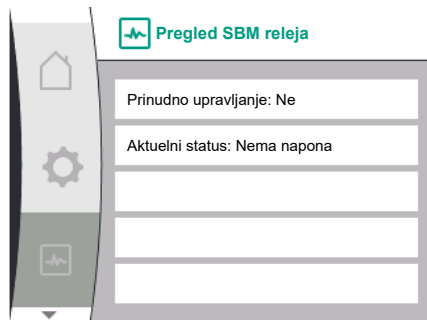 Pregled SBM releja
Prinudno upravljanje: Ne
Aktuelni status: Nema napona